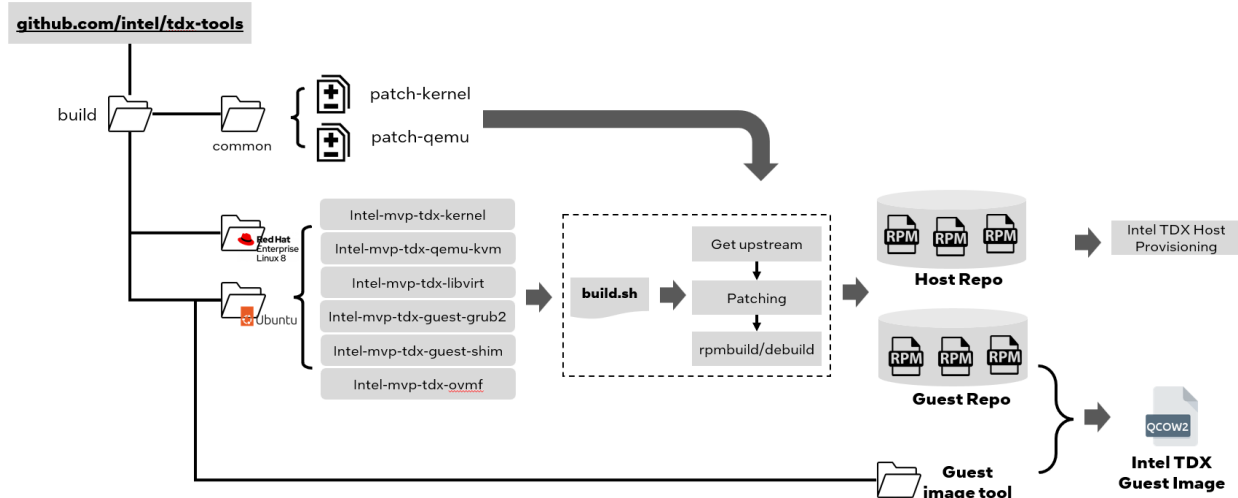 github.com/intel/tdx-tools
build
common
patch-kernel
patch-qemu
Red Hat
Enterprise
Linux 8
Ubuntu
Intel-mvp-tdx-kernel
Intel-mvp-tdx-qemu-kvm
Intel-mvp-tdx-libvirt
Intel-mvp-tdx-guest-grub2
Intel-mvp-tdx-guest-shim
Intel-mvp-tdx-ovmf
build.sh
Get upstream
Patching
rpmbuild/debuild
RPM
RPM
RPM
Host Repo
RPM
RPM
RPM
Guest Repo
Intel TDX Host
Provisioning
Guest
image tool
QCOW2
Intel TDX
Guest Image